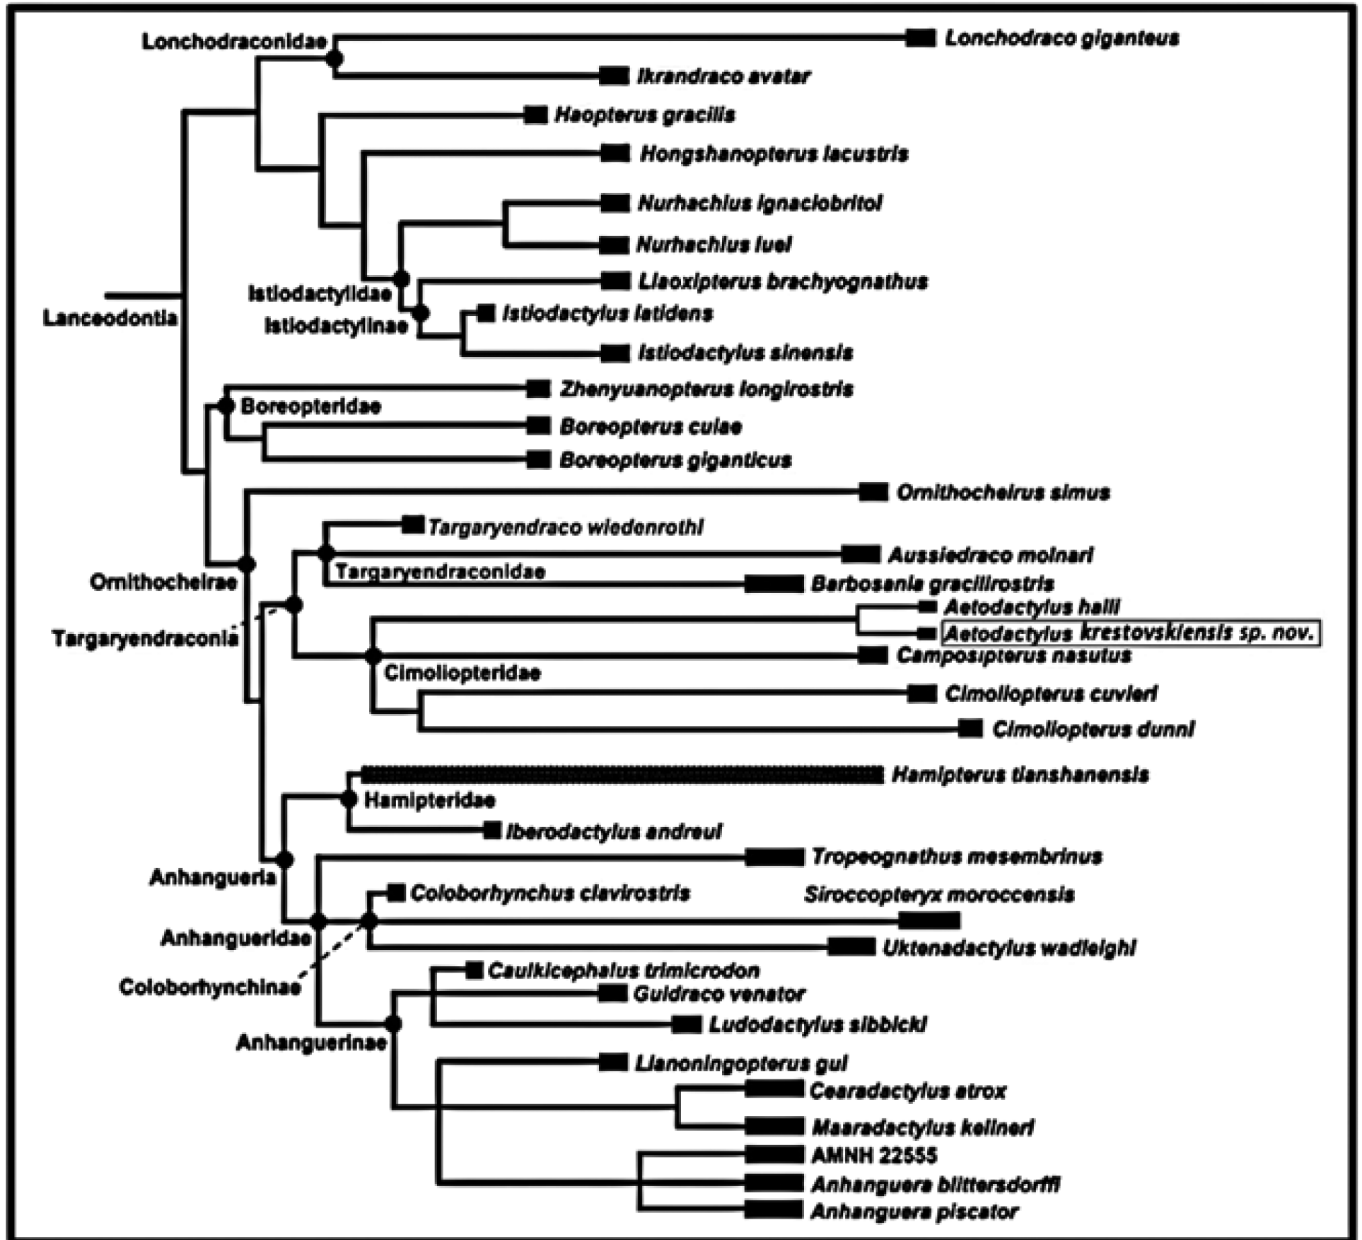 Lonchodraconidae
Lonchodraco giganteus
Ikrandraco avatar
Haopterus gracilis
Hongshanopterus lacustris
Nurhachius ignaciobritoi
Nurhachius luei
Liaoxipterus brachyognathus
Istiodactylidae
Lanceodontia
Istiodactylus latidens
Istiodactylinae
Istiodactylus sinensis
Zhenyuanopterus longirostris
Boreopteridae
Boreopterus cuiae
Boreopterus giganticus
Ornithocheirus simus
Targaryendraco wiedenrothi
Aussiedraco molnari
Targaryendraconidae
Ornithocheirae
Barbosania gracilirostris
Aetodactylus halli
Aetodactylus krestovskiensis sp. nov.
Targaryendraconia
Camposipterus nasutus
Cimoliopteridae
Cimoliopterus cuvieri
Cimoliopterus dunni
Hamipterus tianshanensis
Hamipteridae
Iberodactylus andreui
Tropeognathus mesembrinus
Anhangueria
Coloborhynchus clavirostris
Siroccopteryx moroccensis
Anhangueridae
Uktenadactylus wadleighi
Caulkicephalus trimicrodon
Coloborhynchinae
Guidraco venator
Ludodactylus sibbicki
Anhanguerinae
Lianoningopterus gui
Cearadactylus atrox
Maaradactylus kellneri
AMNH 22555
Anhanguera blittersdorffi
Anhanguera piscator